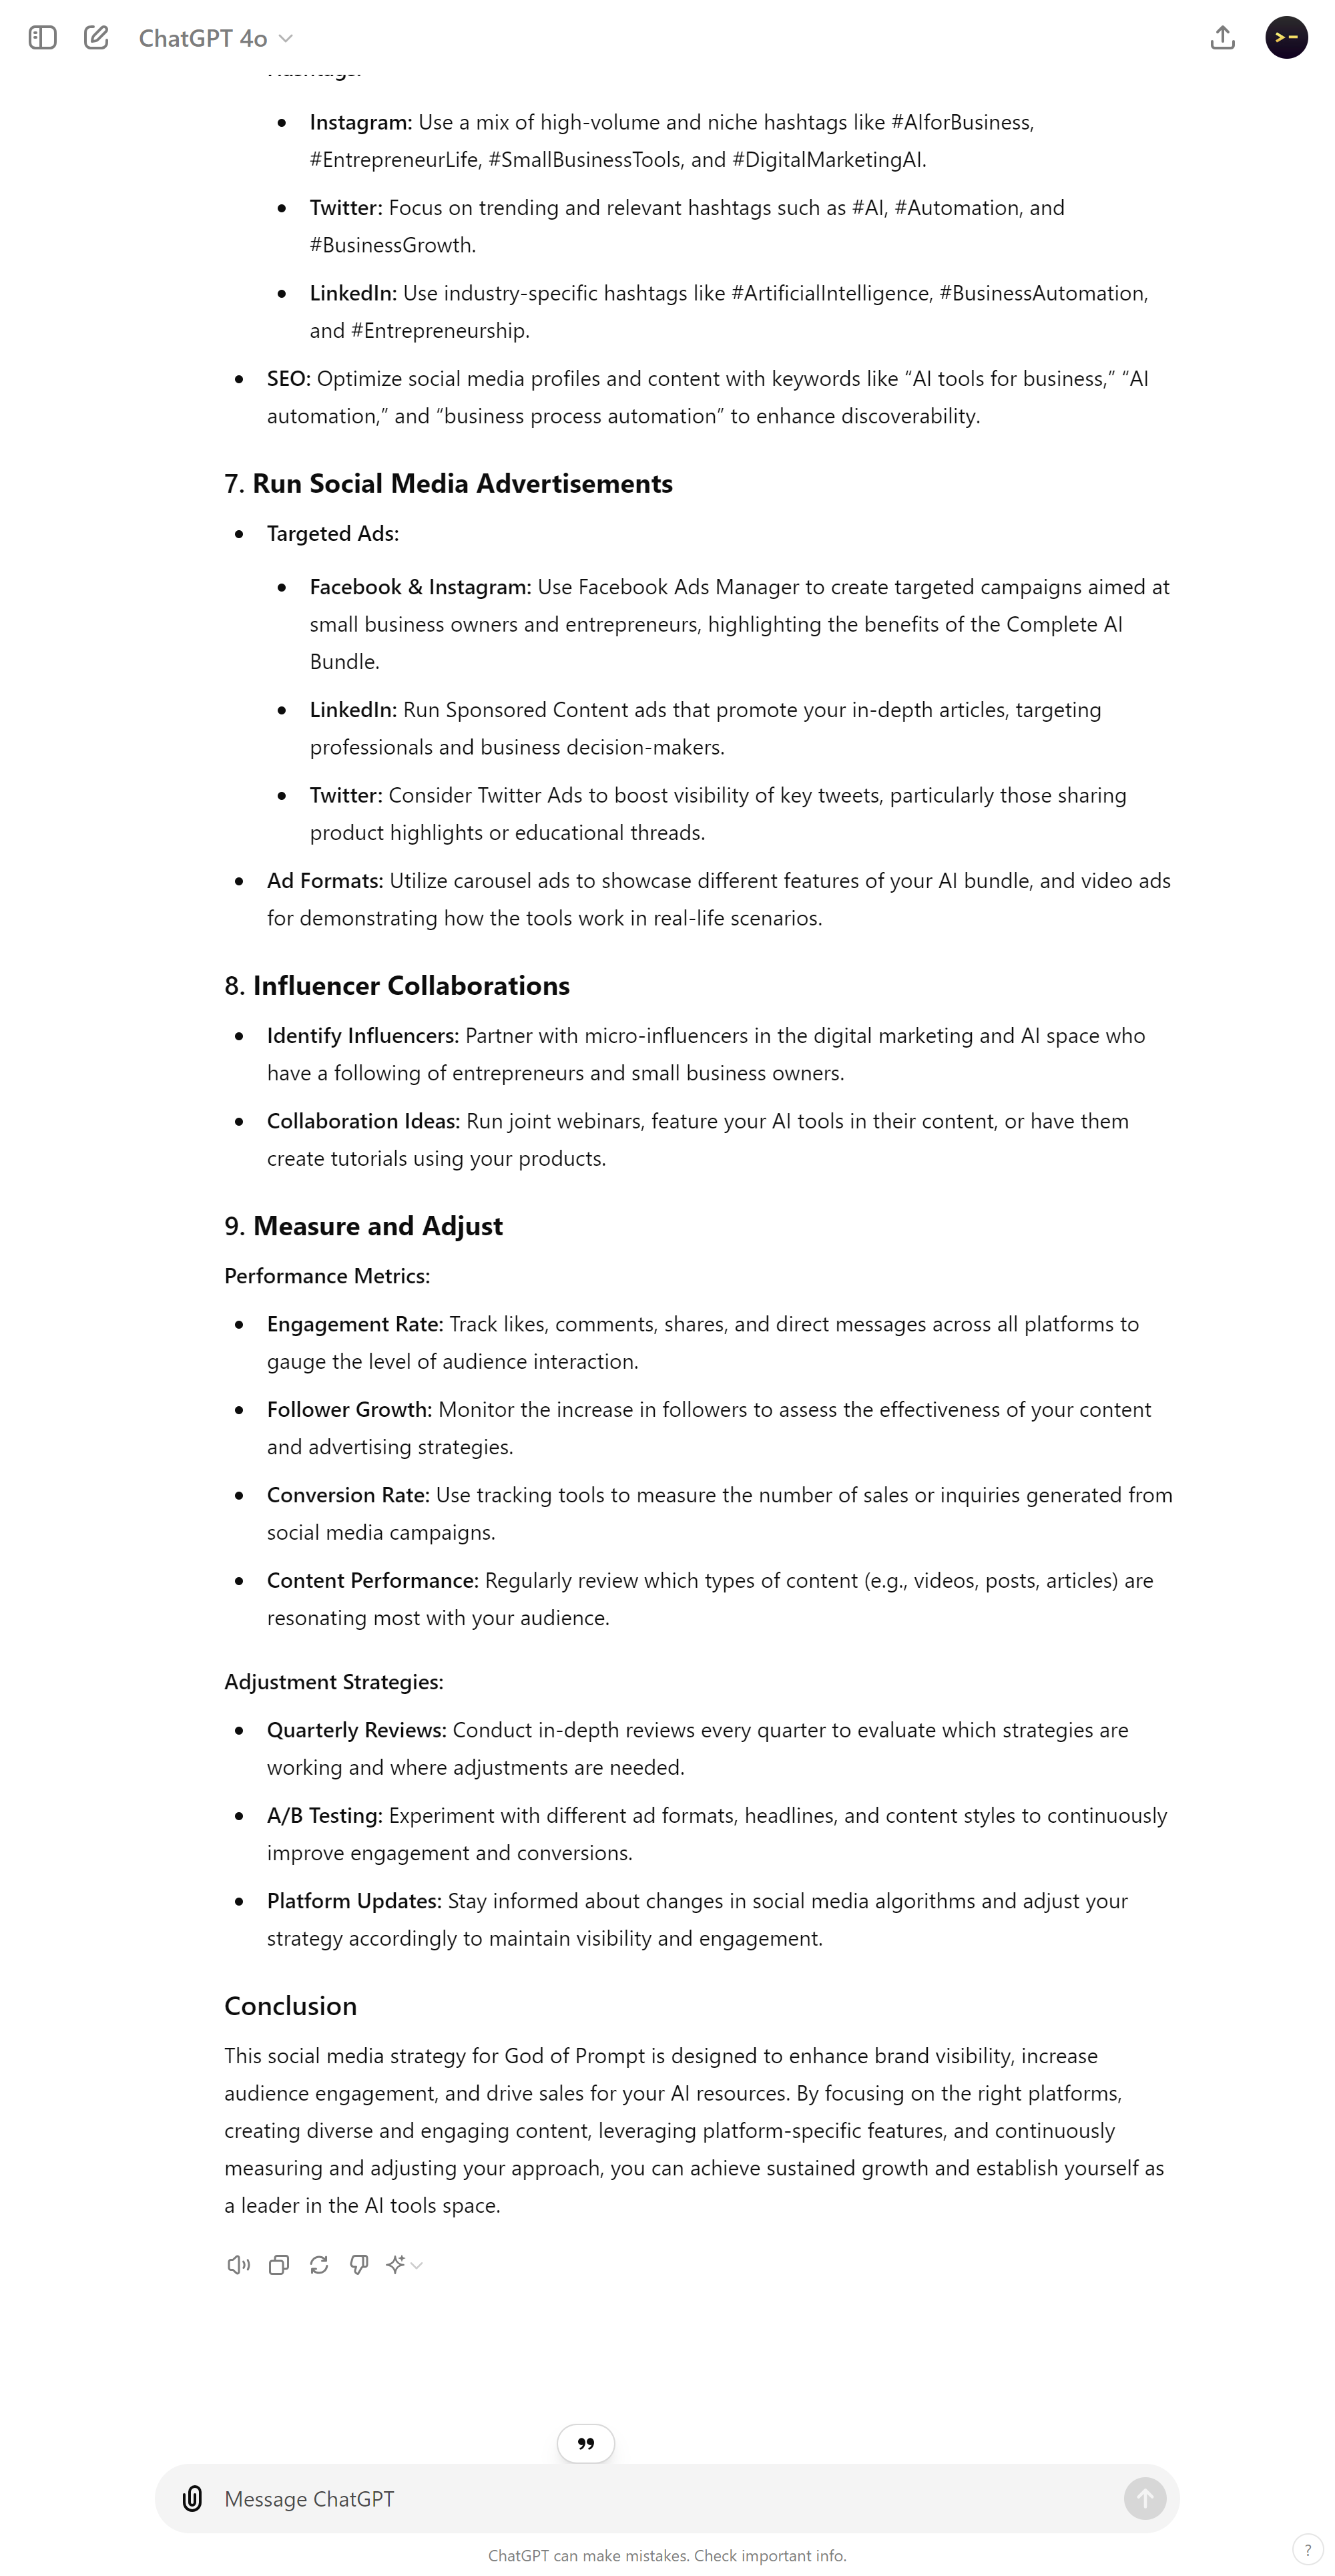 ChatGPT 4o
Instagram: Use a mix of high-volume and niche hashtags like #AIforBusiness,
#EntrepreneurLife, #SmallBusinessTools, and #DigitalMarketingAI.
Twitter: Focus on trending and relevant hashtags such as #AI, #Automation, and
#BusinessGrowth.
LinkedIn: Use industry-specific hashtags like #ArtificialIntelligence, #BusinessAutomation,
and #Entrepreneurship.
SEO: Optimize social media profiles and content with keywords like “AI tools for business,” “AI
automation,” and “business process automation” to enhance discoverability.
7. Run Social Media Advertisements
Targeted Ads:
Facebook & Instagram: Use Facebook Ads Manager to create targeted campaigns aimed at
small business owners and entrepreneurs, highlighting the benefits of the Complete AI
Bundle.
LinkedIn: Run Sponsored Content ads that promote your in-depth articles, targeting
professionals and business decision-makers.
Twitter: Consider Twitter Ads to boost visibility of key tweets, particularly those sharing
product highlights or educational threads.
Ad Formats: Utilize carousel ads to showcase different features of your AI bundle, and video ads
for demonstrating how the tools work in real-life scenarios.
8. Influencer Collaborations
Identify Influencers: Partner with micro-influencers in the digital marketing and AI space who
have a following of entrepreneurs and small business owners.
Collaboration Ideas: Run joint webinars, feature your AI tools in their content, or have them
create tutorials using your products.
9. Measure and Adjust
Performance Metrics:
Engagement Rate: Track likes, comments, shares, and direct messages across all platforms to
gauge the level of audience interaction.
Follower Growth: Monitor the increase in followers to assess the effectiveness of your content
and advertising strategies.
Conversion Rate: Use tracking tools to measure the number of sales or inquiries generated from
social media campaigns.
Content Performance: Regularly review which types of content (e.g., videos, posts, articles) are
resonating most with your audience.
Adjustment Strategies:
Quarterly Reviews: Conduct in-depth reviews every quarter to evaluate which strategies are
working and where adjustments are needed.
A/B Testing: Experiment with different ad formats, headlines, and content styles to continuously
improve engagement and conversions.
Platform Updates: Stay informed about changes in social media algorithms and adjust your
strategy accordingly to maintain visibility and engagement.
Conclusion
This social media strategy for God of Prompt is designed to enhance brand visibility, increase
audience engagement, and drive sales for your AI resources. By focusing on the right platforms,
creating diverse and engaging content, leveraging platform-specific features, and continuously
measuring and adjusting your approach, you can achieve sustained growth and establish yourself as
a leader in the AI tools space.
Message ChatGPT
ChatGPT can make mistakes. Check important info.
?